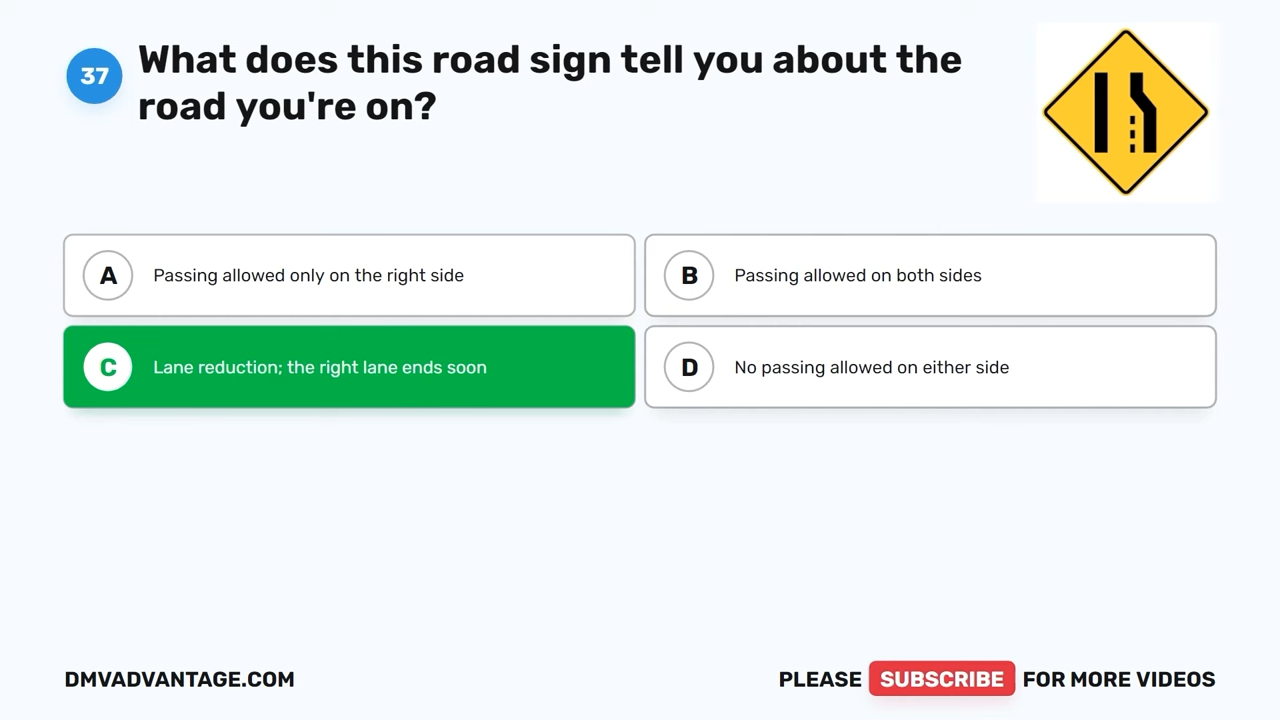 37
What does this road sign tell you about the
road you're on?
A
Passing allowed only on the right side
B
Passing allowed on both sides
C
Lane reduction; the right lane ends soon
D
No passing allowed on either side
DMVADVANTAGE.COM
PLEASE SUBSCRIBE FOR MORE VIDEOS